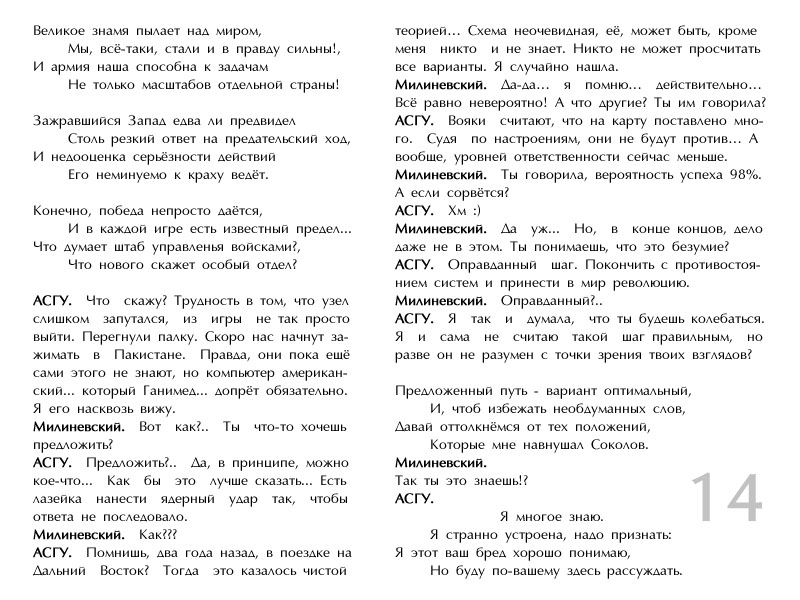 Великое знамя пылает над миром,
Мы, всё-таки, стали и в правду сильны!,
И армия наша способна к задачам
Не только масштабов отдельной страны!
Зажравшийся Запад едва ли предвидел
Столь резкий ответ на предательский ход,
И недооценка серьёзности действий
Его неминуемо к краху ведёт.
Конечно, победа непросто даётся,
И в каждой игре есть известный предел...
Что думает штаб управленья войсками?,
Что нового скажет особый отдел?
АСГУ. Что скажу? Трудность в том, что узел
слишком запутался, из игры не так просто
выйти. Перегнули палку. Скоро нас начнут за-
жимать в Пакистане. Правда, они пока ешё
сами этого не знают, но компьютер американ-
ский... который Ганимед... допрёт обязательно.
Я его насквозь вижу.
Милиневский. Вот как?.. Ты что-то хочешь
предложить?
АСГУ. Предложить?.. Да, в принципе, можно
кое-что... Как бы это лучше сказать... Есть
лазейка нанести ядерный удар так, чтобы
ответа не последовало.
Милиневский. Как???
АСГУ. Помнишь, два года назад, в поездке на
Дальний Восток? Тогда это казалось чистой
теорией... Схема неочевидная, её, может быть, кроме
меня никто и не знает. Никто не может просчитать
все варианты. Я случайно нашла.
Милиневский. Да-да... я помню... действительно...
Всё равно невероятно! А что другие? Ты им говорила?
АСГУ. Вояки считают, что на карту поставлено мно-
го. Судя по настроениям, они не будут против... А
вообще, уровней ответственности сейчас меньше.
Милиневский. Ты говорила, вероятность успеха 98%.
А если сорвётся?
АСГУ. Хм :)
Милиневский. Да уж... Но, в конце концов, дело
даже не в этом. Ты понимаешь, что это безумие?
АСГУ. Оправданный шаг. Покончить с противостоя-
нием систем и принести в мир революцию.
Милиневский. Оправданный?..
АСГУ. Я так и думала, что ты будешь колебаться.
Я и сама не считаю такой шаг правильным, но
разве он не разумен с точки зрения твоих взглядов?
Предложенный путь - вариант оптимальный,
И, чтоб избежать необдуманных слов,
Давай оттолкнёмся от тех положений,
Которые мне навнушал Соколов.
Милиневский.
Так ты это знаешь!?
АСГУ.
Я многое знаю.
Я странно устроена, надо признать:
Я этот ваш бред хорошо понимаю,
Но буду по-вашему здесь рассуждать.
14